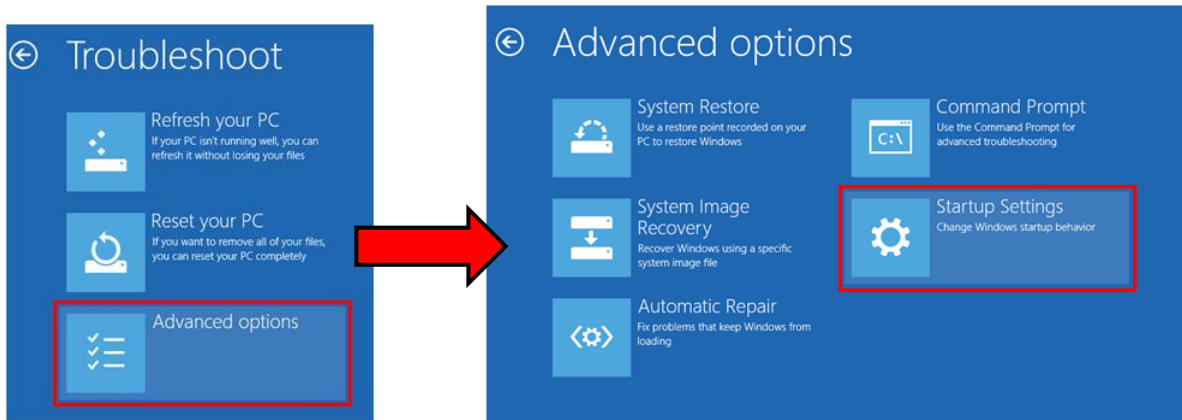 Troubleshoot
Refresh your PC
If your PC isn't running well, you can
refresh it without losing your files
Reset your PC
If you want to remove all of your files,
you can reset your PC completely
Advanced options
Advanced options
System Restore
Use a restore point recorded on your
PC to restore Windows
System Image
Recovery
Recover Windows using a specific
system image file
Automatic Repair
Fix problems that keep Windows from
loading
C:\
Command Prompt
Use the Command Prompt for
advanced troubleshooting
Startup Settings
Change Windows startup behavior